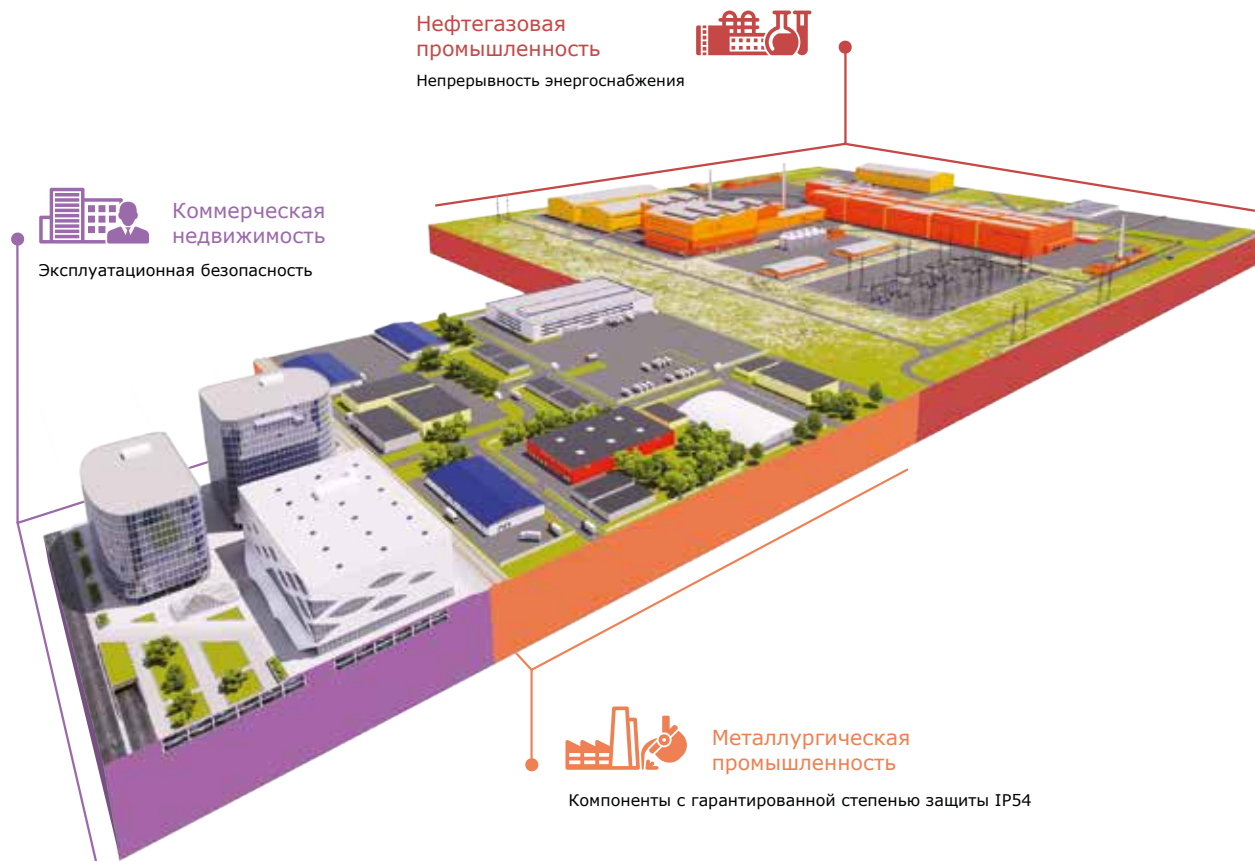 Нефтегазовая
промышленность
Непрерывность энергоснабжения
Коммерческая
недвижимость
Эксплуатационная безопасность
Металлургическая
промышленность
Компоненты с гарантированной степенью защиты IP54